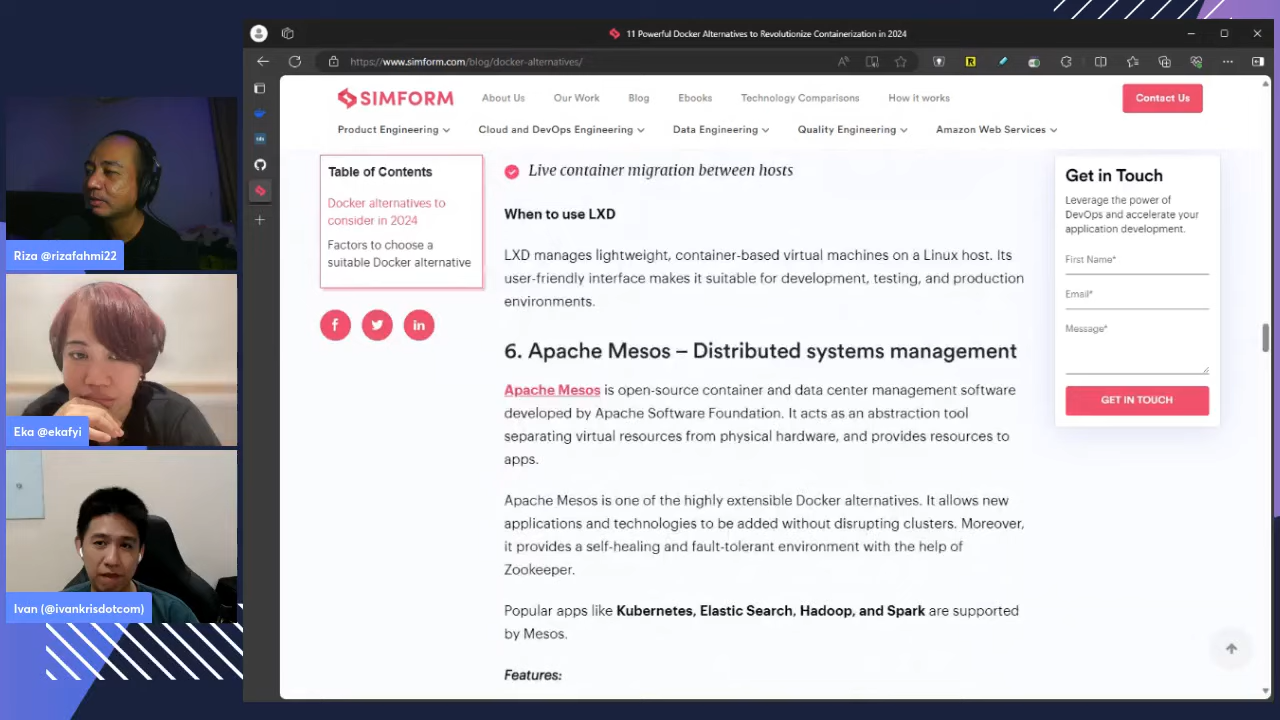 11 Powerful Docker Alternatives to Revolutionize Containerization in 2024
https://www.simform.com/blog/docker-alternatives/
SIMFORM
About Us
Our Work
Blog
Ebooks
Technology Comparisons
How it works
Contact Us
Product Engineering
Cloud and DevOps Engineering
Data Engineering
Quality Engineering
Amazon Web Services
Table of Contents
Docker alternatives to
consider in 2024
Factors to choose a
suitable Docker alternative
Live container migration between hosts
When to use LXD
LXD manages lightweight, container-based virtual machines on a Linux host. Its
user-friendly interface makes it suitable for development, testing, and production
environments.
6. Apache Mesos – Distributed systems management
Apache Mesos is open-source container and data center management software
developed by Apache Software Foundation. It acts as an abstraction tool
separating virtual resources from physical hardware, and provides resources to
apps.
Apache Mesos is one of the highly extensible Docker alternatives. It allows new
applications and technologies to be added without disrupting clusters. Moreover,
it provides a self-healing and fault-tolerant environment with the help of
Zookeeper.
Popular apps like Kubernetes, Elastic Search, Hadoop, and Spark are supported
by Mesos.
Features:
Get in Touch
Leverage the power of
DevOps and accelerate your
application development.
First Name*
Email*
Message*
GET IN TOUCH
Riza @rizafahmi22
Eka @ekafyi
Ivan (@ivankrisdotcom)